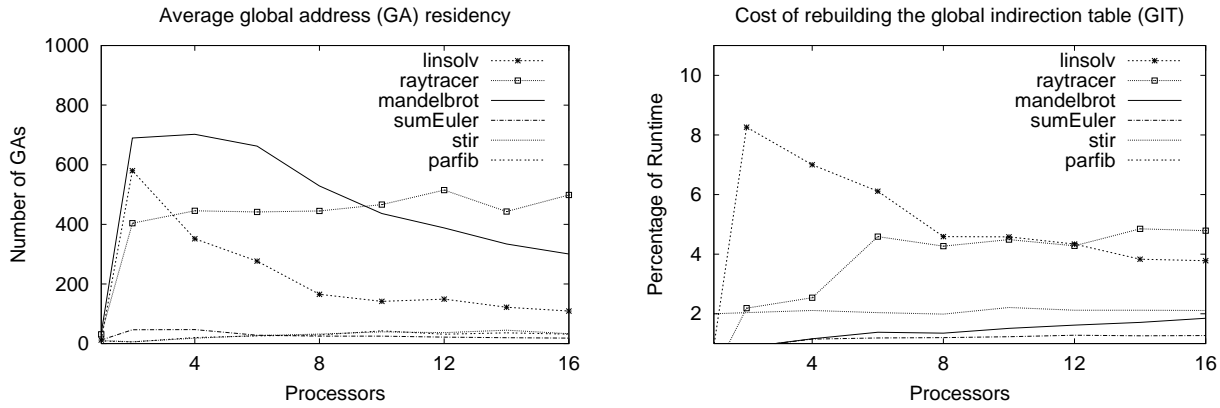 Average global address (GA) residency
Number of GAs
1000
800
600
400
200
0
4
8
12
16
Processors
linsolv
raytracer
mandelbrot
sumEuler
stir
parfib
Cost of rebuilding the global indirection table (GIT)
Percentage of Runtime
10
8
6
4
2
4
8
12
16
Processors
linsolv
raytracer
mandelbrot
sumEuler
stir
parfib